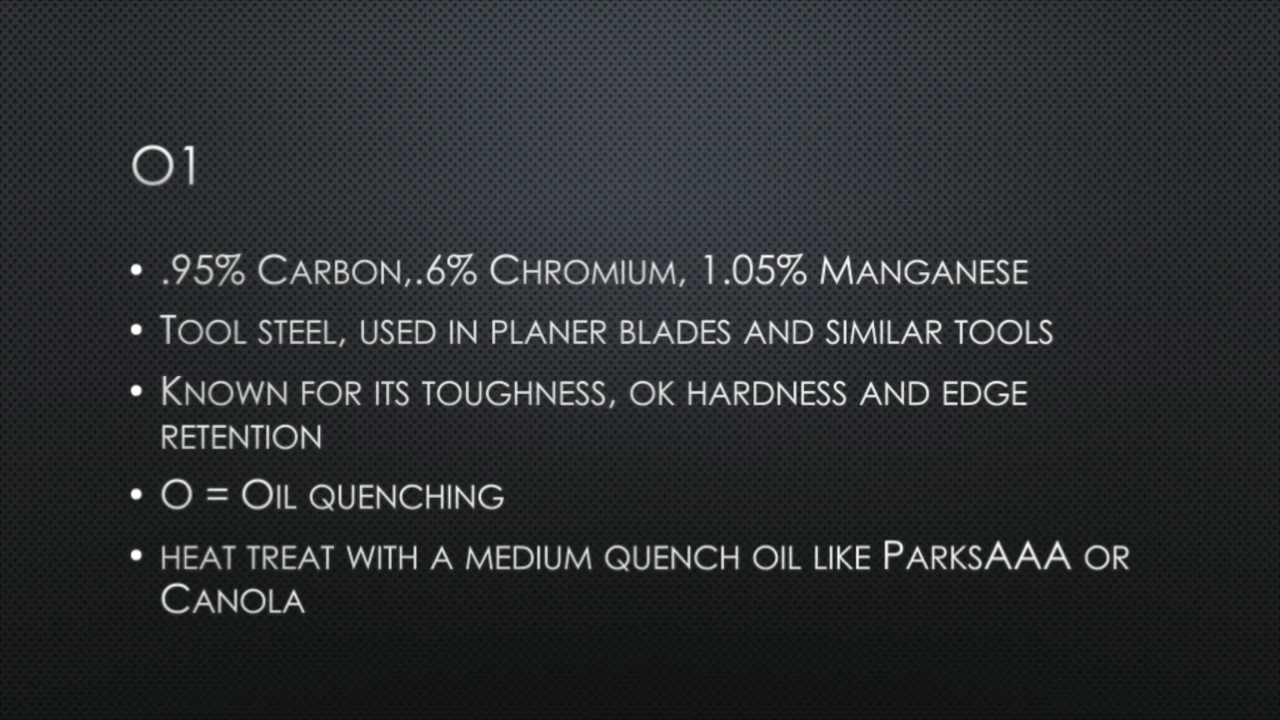 O1
• .95% Carbon,.6% Chromium, 1.05% Manganese
• Tool steel, used in planer blades and similar tools
• Known for its toughness, ok hardness and edge
retention
• O = Oil quenching
• heat treat with a medium quench oil like ParksAAA or
Canola